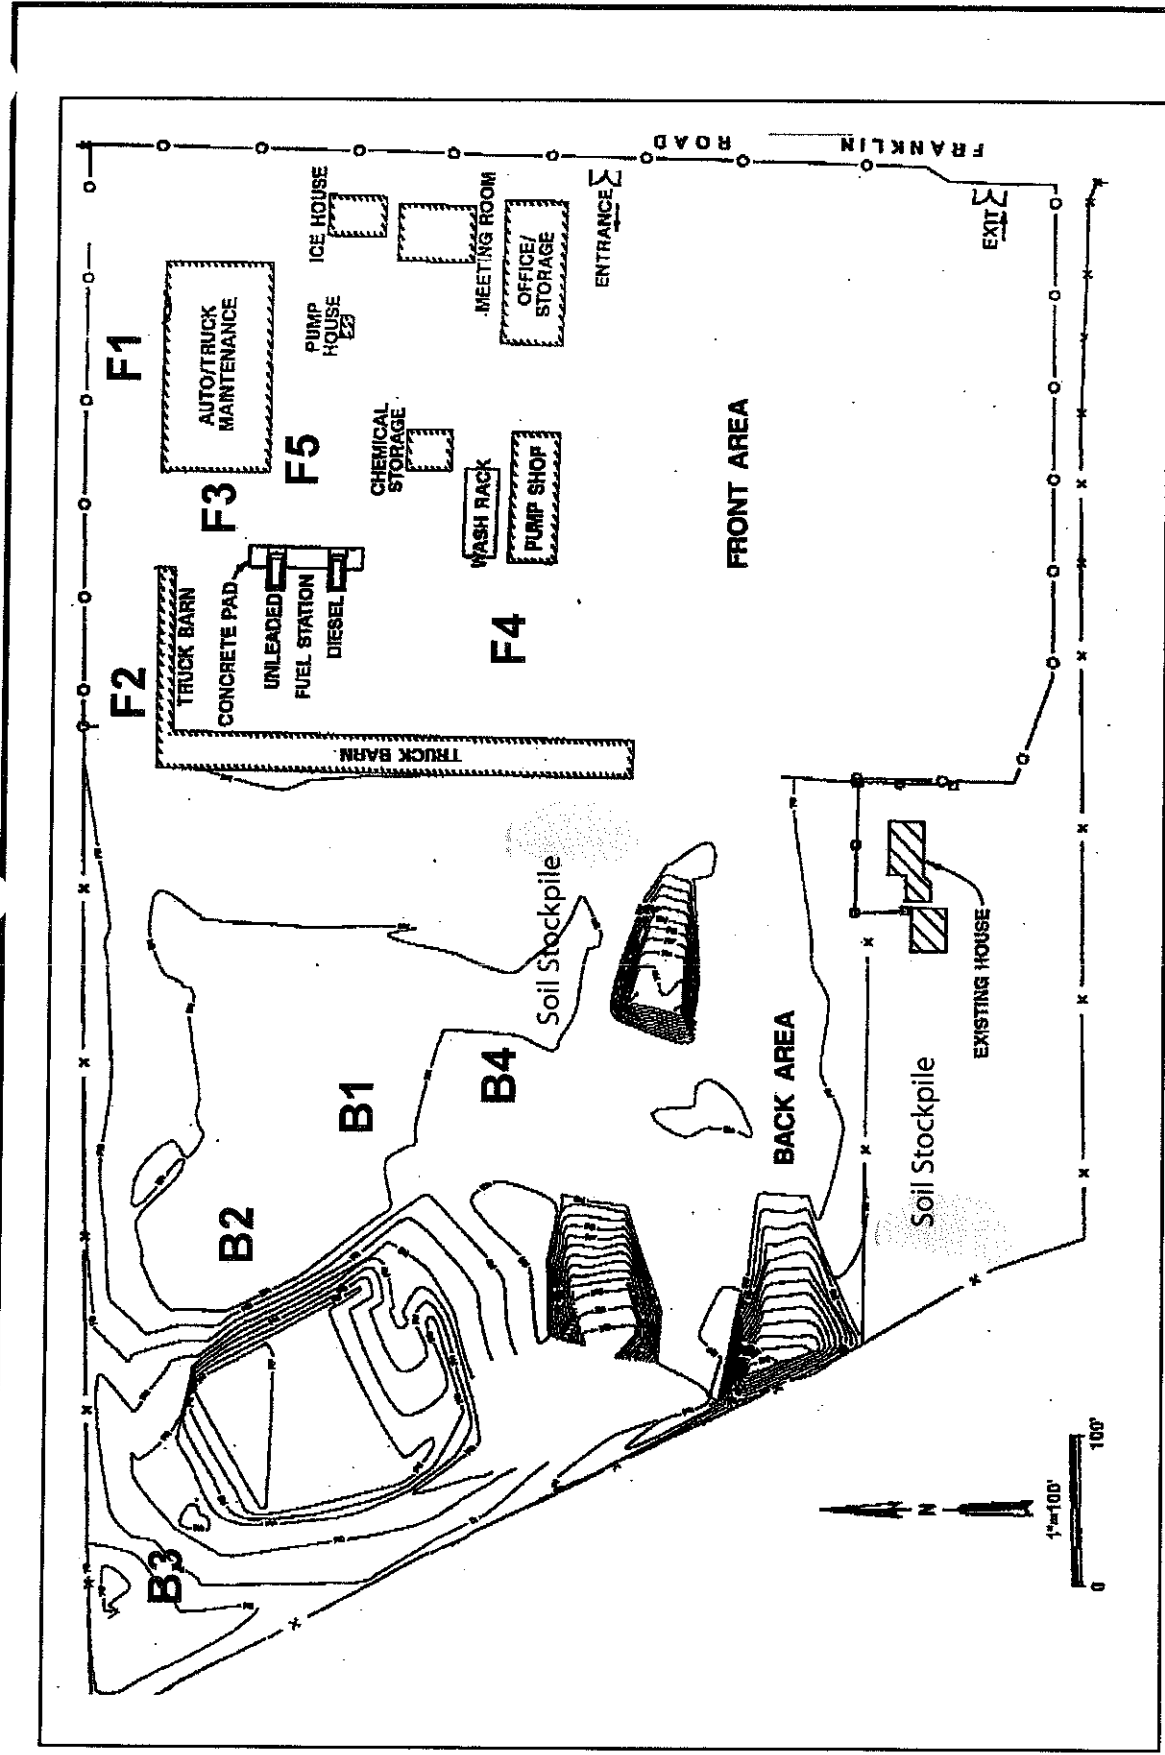 F1
F2
F3
F4
F5
B1
B2
B3
B4
AUTO/TRUCK
MAINTENANCE
ICE HOUSE
PUMP
HOUSE
MEETING ROOM
OFFICE/
STORAGE
ENTRANCE
EXIT
FRANKLIN ROAD
CHEMICAL
STORAGE
WASH RACK
PUMP SHOP
CONCRETE PAD
UNLEADED
FUEL STATION
DIESEL
TRUCK BARN
TRUCK BARN
FRONT AREA
Soil Stockpile
BACK AREA
EXISTING HOUSE
Soil Stockpile
N
1"=100'
0
100'